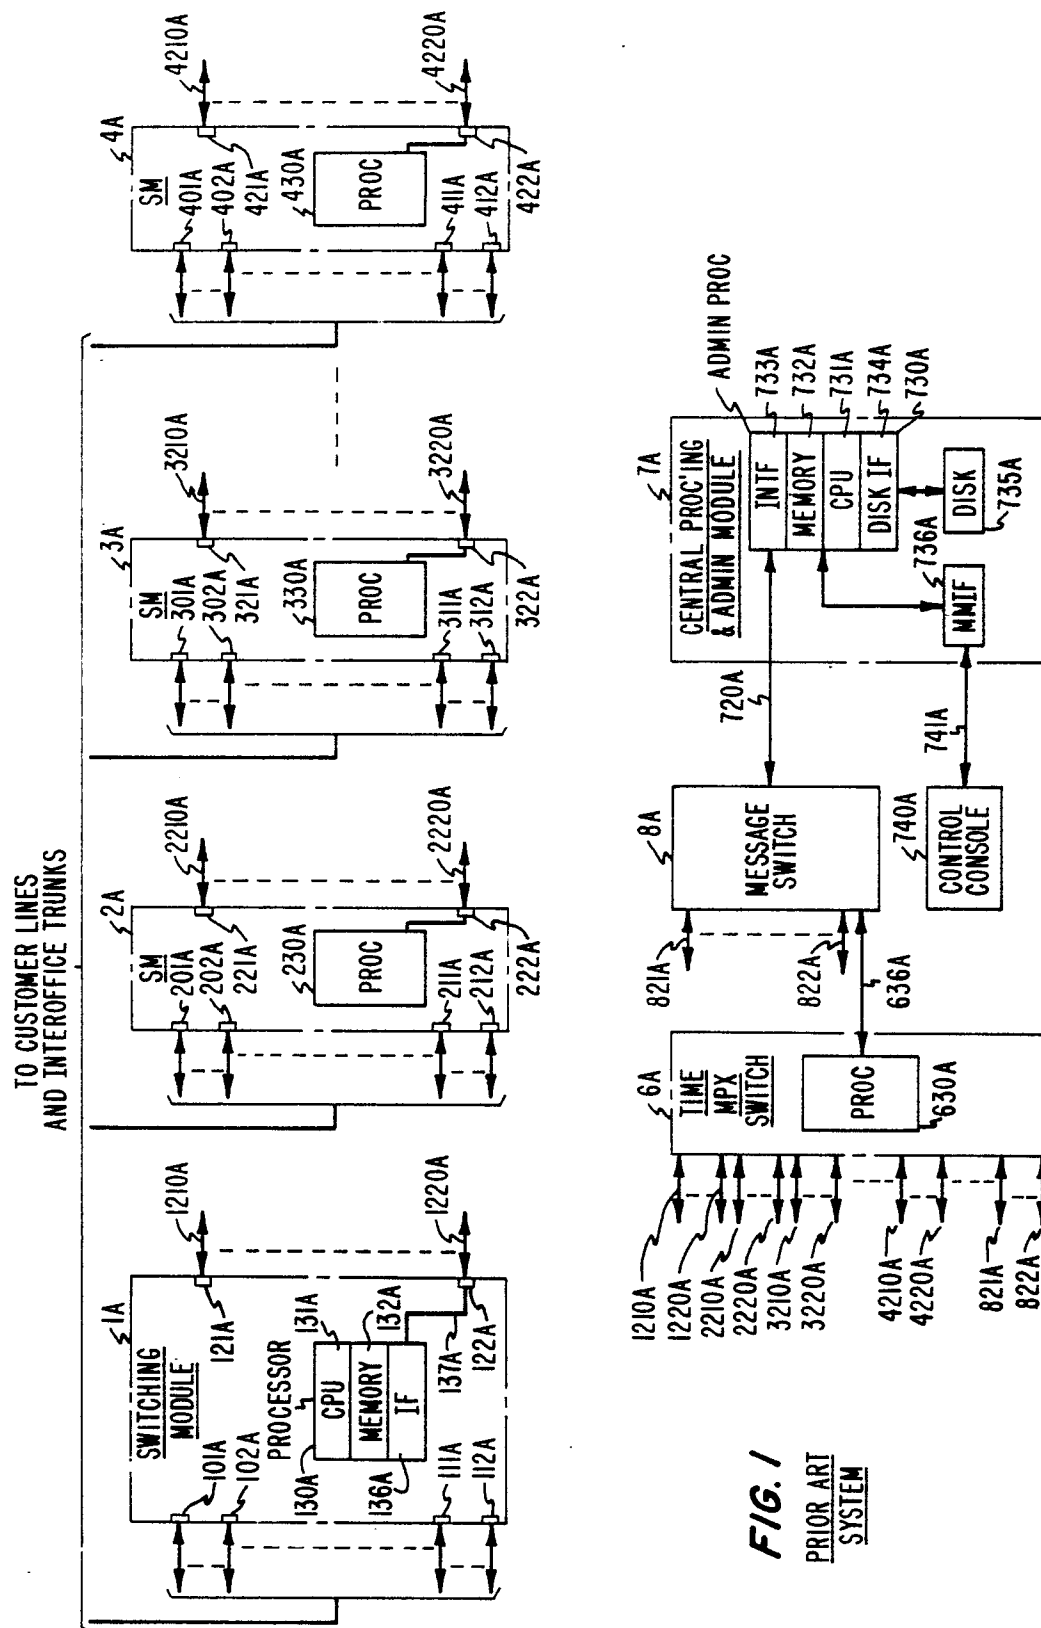 TO CUSTOMER LINES
AND INTEROFFICE TRUNKS
1A
SWITCHING
MODULE
101A
102A
121A
1210A
PROCESSOR
130A
131A
CPU
MEMORY
132A
IF
136A
137A
111A
112A
122A
1220A
2A
SM
201A
202A
221A
2210A
230A
PROC
211A
212A
222A
2220A
3A
SM
301A
302A
321A
3210A
330A
PROC
311A
312A
322A
3220A
4A
SM
401A
402A
421A
4210A
430A
PROC
411A
412A
422A
4220A
6A
TIME
MPX
SWITCH
PROC
630A
1210A
1220A
2210A
2220A
3210A
3220A
4210A
4220A
821A
822A
636A
8A
MESSAGE
SWITCH
821A
822A
720A
740A
CONTROL
CONSOLE
741A
7A
CENTRAL PROC'ING
& ADMIN MODULE
ADMIN PROC
INTF
733A
MEMORY
732A
CPU
731A
DISK IF
734A
730A
MMIF
736A
DISK
735A
FIG. 1
PRIOR ART
SYSTEM